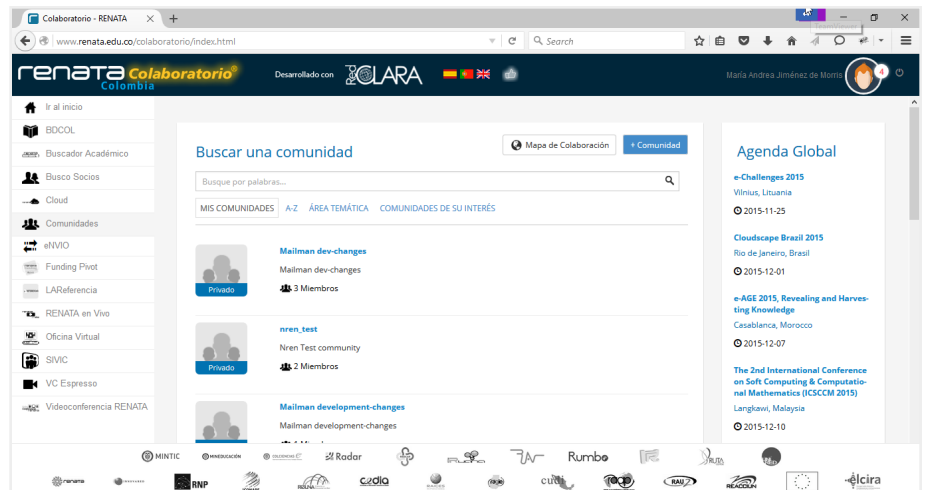 Colaboratorio - RENATA
www.renata.edu.co/colaboratorio/index.html
Search
renata Colaboratorio®
Colombia
Desarrollado con
CLARA
María Andrea Jiménez de Morris
4
Ir al inicio
BDCOL
Buscador Académico
Busco Socios
Cloud
Comunidades
eNVIO
Funding Pivot
LAReferencia
RENATA en Vivo
Oficina Virtual
SIVIC
VC Espresso
Videoconferencia RENATA
Buscar una comunidad
Mapa de Colaboración
+ Comunidad
Busque por palabras...
MIS COMUNIDADES A-Z ÁREA TEMÁTICA COMUNIDADES DE SU INTERÉS
Privado
Mailman dev-changes
Mailman dev-changes
3 Miembros
Privado
nren_test
Nren Test community
2 Miembros
Mailman development-changes
Mailman development-changes
Agenda Global
e-Challenges 2015
Vilnius, Lituania
2015-11-25
Cloudscape Brazil 2015
Rio de Janeiro, Brasil
2015-12-01
e-AGE 2015, Revealing and Harves-
ting Knowledge
Casablanca, Morocco
2015-12-07
The 2nd International Conference
on Soft Computing & Computatio-
nal Mathematics (ICSCCM 2015)
Langkawi, Malaysia
2015-12-10
MINTIC
MINEDUCACIÓN
Radar
Rumbo
RUTA
renata
RNP
cedia
cudi
RAU
REACCIUN
elcira